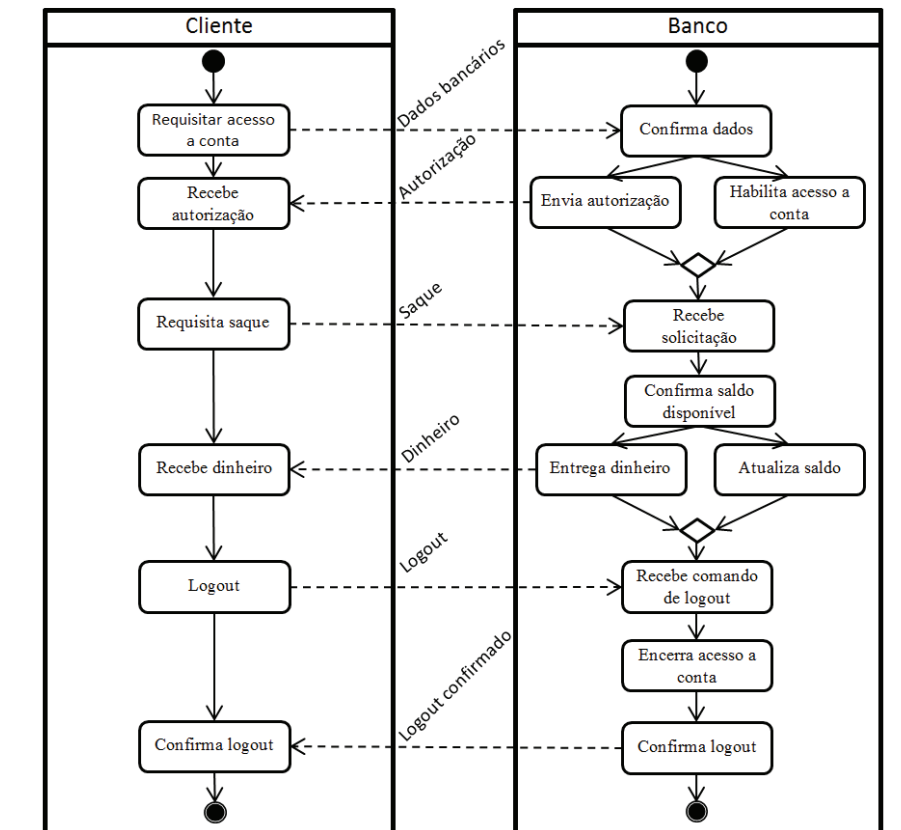 Cliente
Banco
Dados bancários
Requisitar acesso
a conta
Confirma dados
Autorização
Recebe
autorização
Envia autorização
Habilita acesso a
conta
Saque
Requisita saque
Recebe
solicitação
Confirma saldo
disponível
Dinheiro
Recebe dinheiro
Entrega dinheiro
Atualiza saldo
Logout
Logout
Recebe comando
de logout
Encerra acesso a
conta
Logout confirmado
Confirma logout
Confirma logout